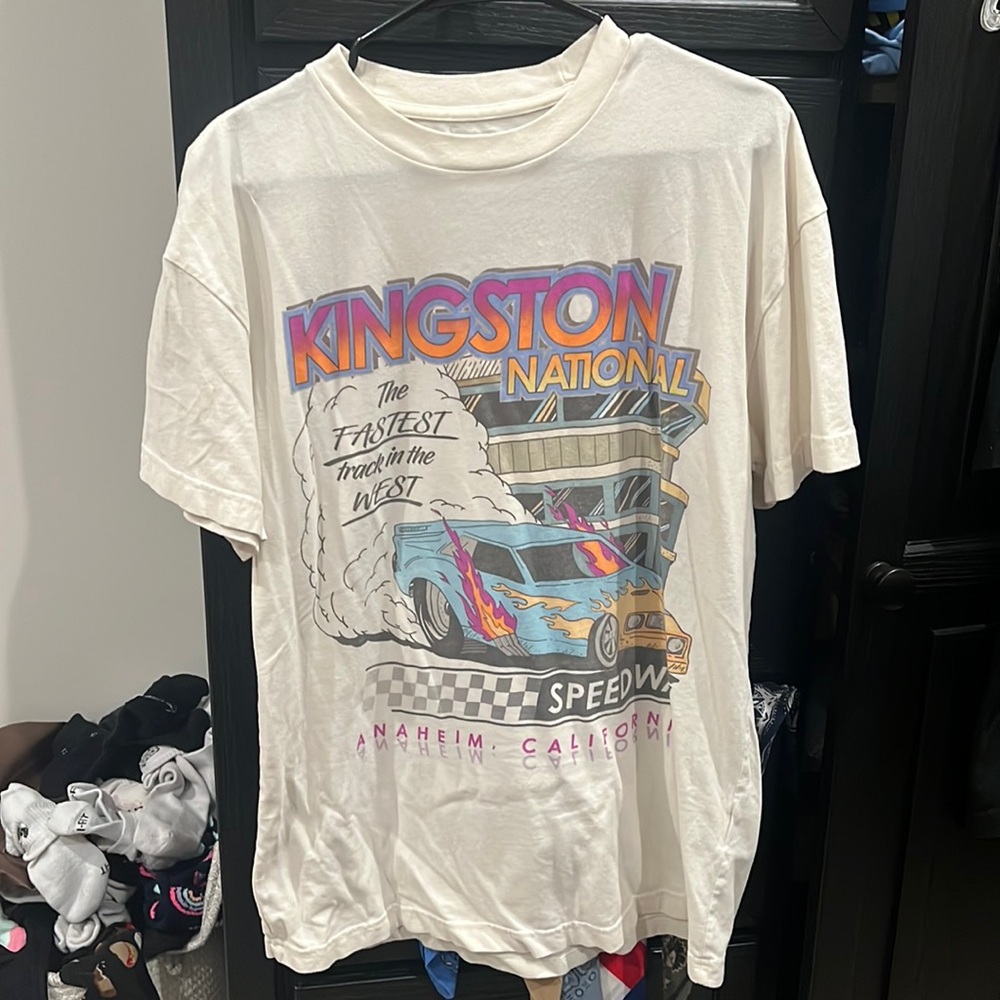 KINGSTON
NATIONAL
The
FASTEST
track in the
WEST
SPEEDWA
ANAHEIM, CALIFORNI